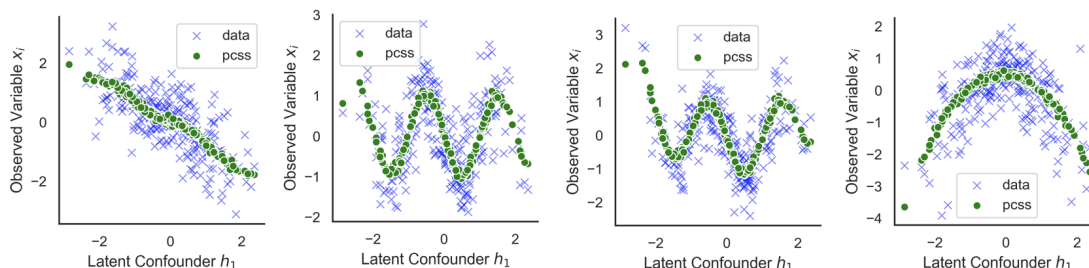 Observed Variable x_i
2
0
−2
data
pcss
−2
0
2
Latent Confounder h_1
Observed Variable x_i
3
2
1
0
−1
−2
data
pcss
−2
0
2
Latent Confounder h_1
Observed Variable x_i
3
2
1
0
−1
−2
data
pcss
−2
0
2
Latent Confounder h_1
Observed Variable x_i
2
1
0
−1
−2
−3
−4
data
pcss
−2
0
2
Latent Confounder h_1